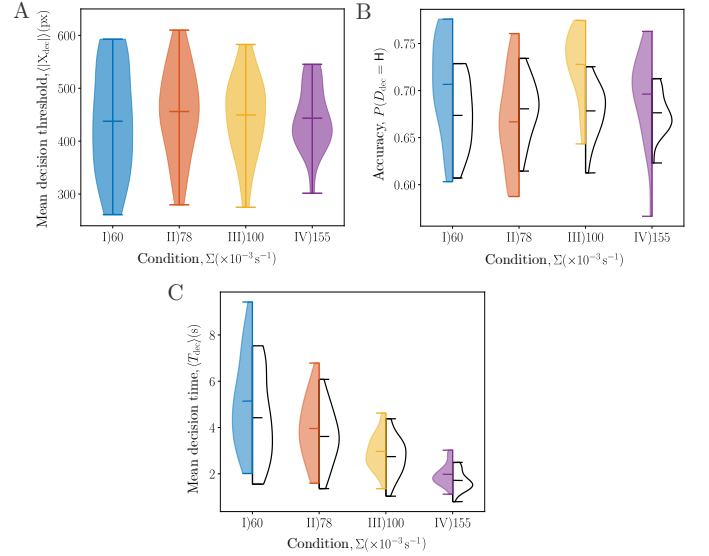 A
Mean decision threshold, ⟨|X_dec|⟩(px)
600
500
400
300
I)60 II)78 III)100 IV)155
Condition, Σ(×10⁻³ s⁻¹)
B
Accuracy, P(D_dec = H)
0.75
0.70
0.65
0.60
I)60 II)78 III)100 IV)155
Condition, Σ(×10⁻³ s⁻¹)
C
Mean decision time, ⟨T_dec⟩(s)
8
6
4
2
I)60 II)78 III)100 IV)155
Condition, Σ(×10⁻³ s⁻¹)